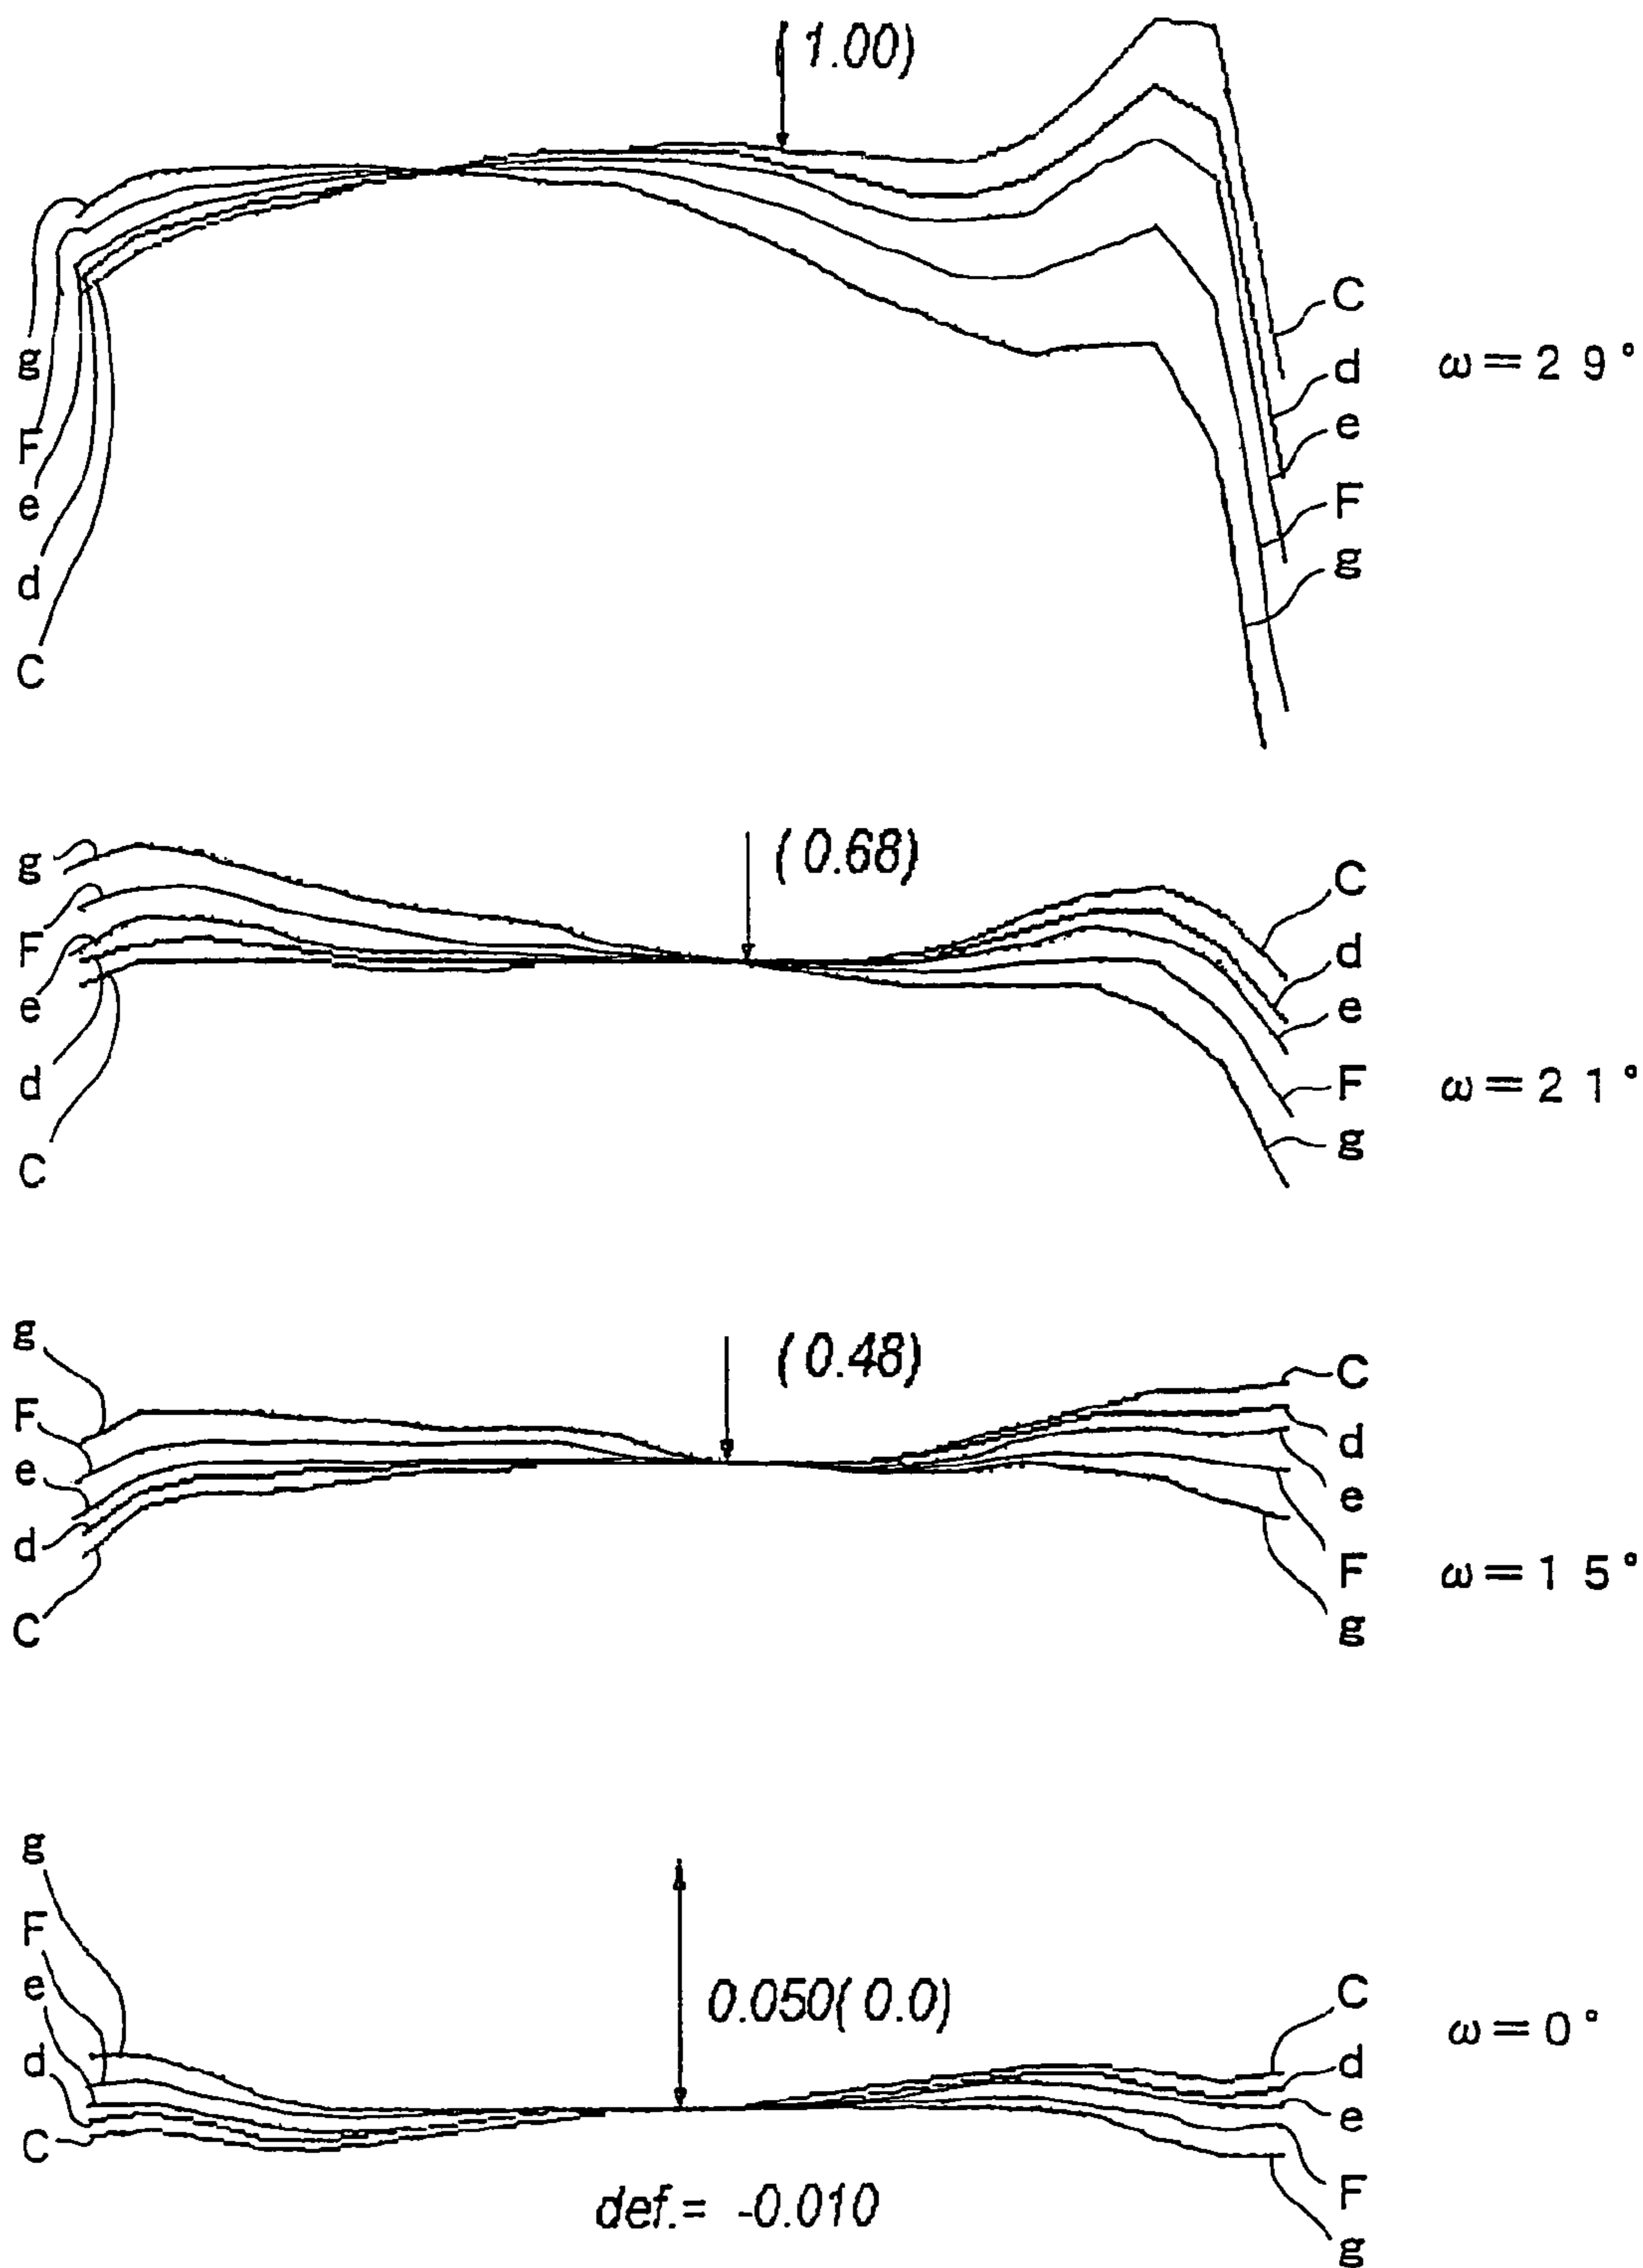 (1.00)
g
F
e
d
C
C
d
e
F
g
ω=29°
(0.68)
g
F
e
d
C
C
d
e
F
g
ω=21°
(0.48)
g
F
e
d
C
C
d
e
F
g
ω=15°
0.050(0.0)
g
F
e
d
C
C
d
e
F
g
ω=0°
def.= -0.010